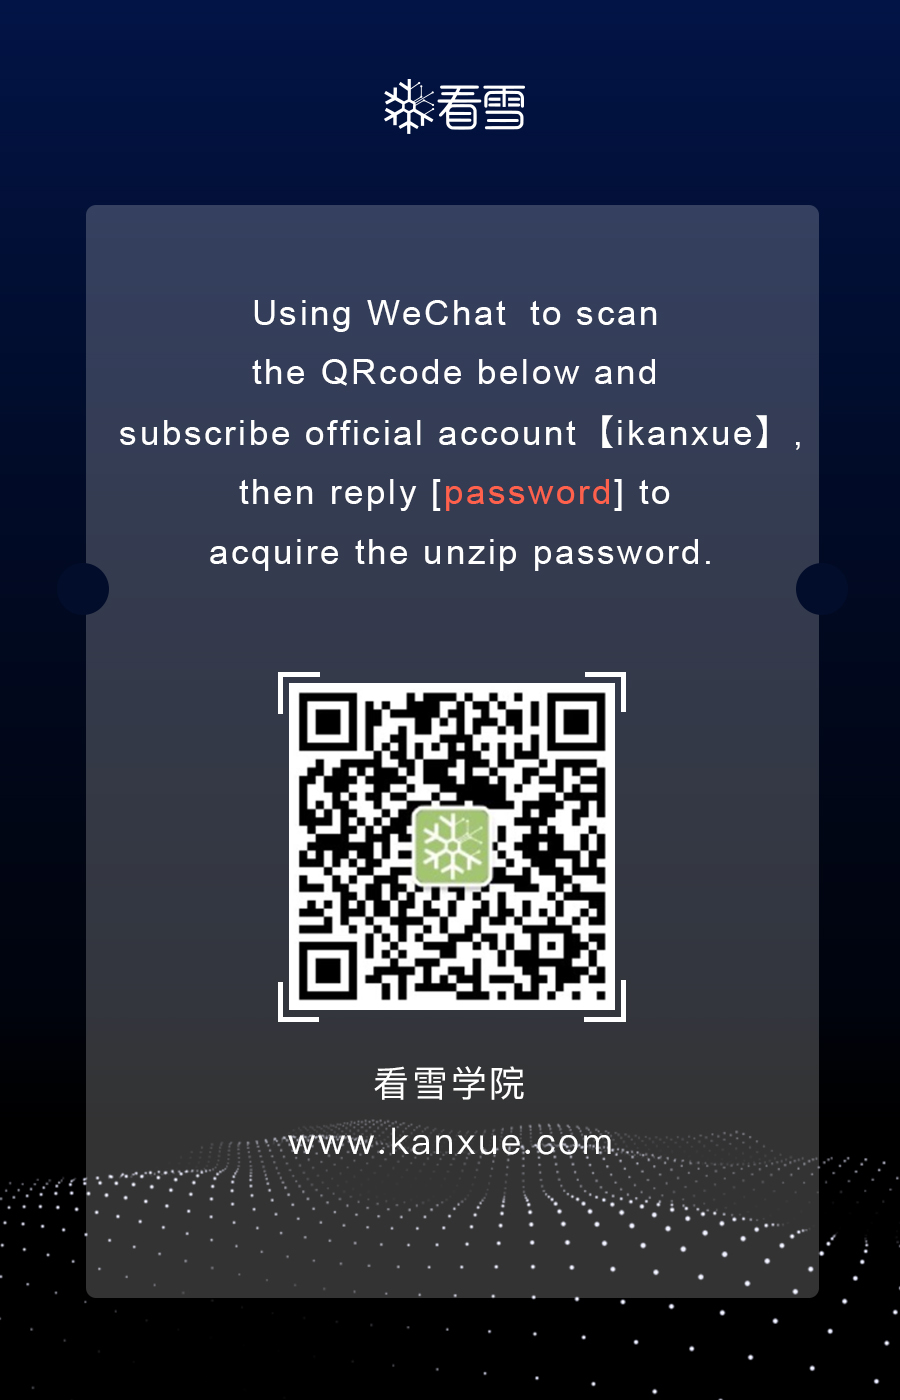 看雪
Using WeChat to scan
the QRcode below and
subscribe official account【ikanxue】,
then reply [password] to
acquire the unzip password.
看雪学院
www.kanxue.com